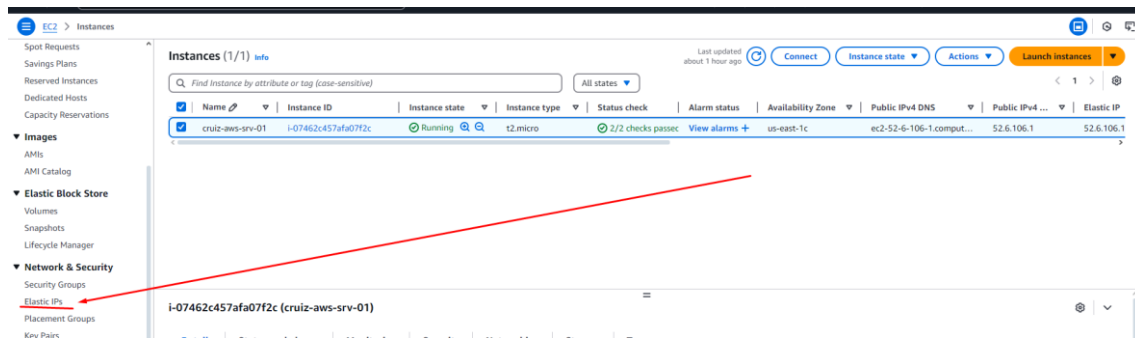 EC2 > Instances
Spot Requests
Savings Plans
Reserved Instances
Dedicated Hosts
Capacity Reservations
Images
AMIs
AMI Catalog
Elastic Block Store
Volumes
Snapshots
Lifecycle Manager
Network & Security
Security Groups
Elastic IPs
Placement Groups
Key Pairs
Instances (1/1) Info
Last updated
about 1 hour ago
Connect
Instance state
Actions
Launch instances
Find Instance by attribute or tag (case-sensitive)
All states
< 1 >
Name Instance ID Instance state Instance type Status check Alarm status Availability Zone Public IPv4 DNS Public IPv4 ... Elastic IP
cruiz-aws-srv-01 i-07462c457afa07f2c Running t2.micro 2/2 checks passec View alarms + us-east-1c ec2-52-6-106-1.comput... 52.6.106.1 52.6.106.1
i-07462c457afa07f2c (cruiz-aws-srv-01)